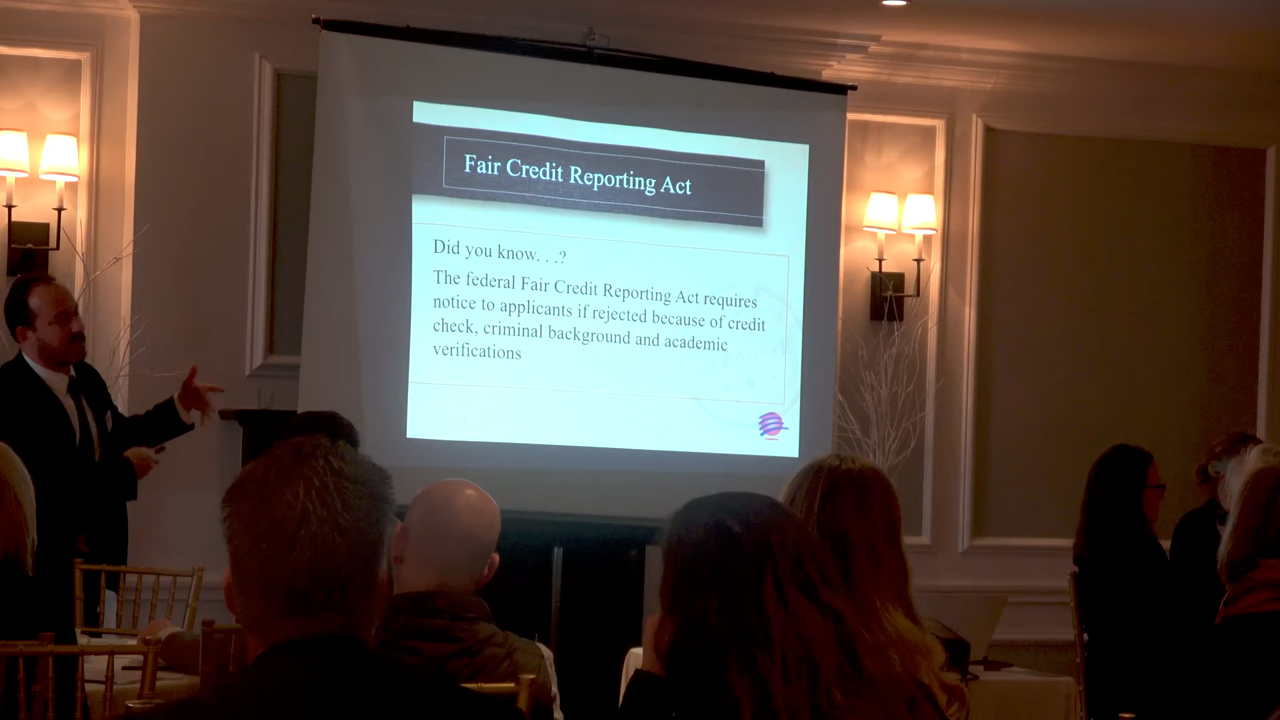 Fair Credit Reporting Act
Did you know. . .?
The federal Fair Credit Reporting Act requires
notice to applicants if rejected because of credit
check, criminal background and academic
verifications